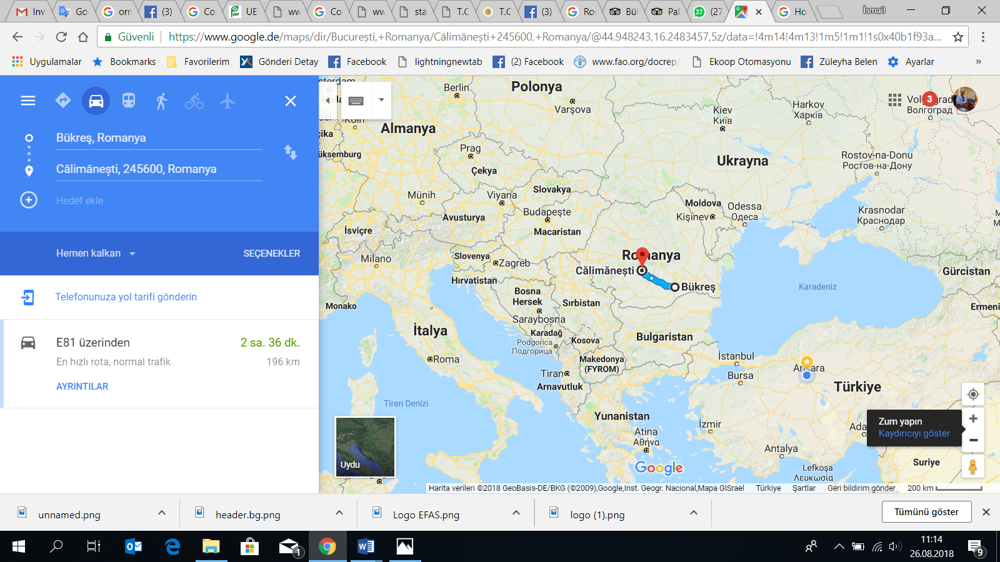 Inv
Go
orn
(3)
Co
UE
ww
Co
ww
sta
T.C
T.C
(3)
Ro
Bül
Pal
(27
Ho
İsmail
Güvenli
https://www.google.de/maps/dir/București,+Romanya/Călimănești+245600,+Romanya/@44.948243,16.2483457,5z/data=!4m14!4m13!1m5!1m1!1s0x40b1f93a...
Uygulamalar
Bookmarks
Favorilerim
Gönderi Detay
Facebook
lightningnewtab
(2) Facebook
www.fao.org/docrep/
Ekoop Otomasyonu
Züleyha Belen
Ayarlar
»
Bükreş, Romanya
Călimănești, 245600, Romanya
Hedef ekle
Hemen kalkan
SEÇENEKLER
Telefonunuza yol tarifi gönderin
E81 üzerinden
2 sa. 36 dk.
En hızlı rota, normal trafik
196 km
AYRINTILAR
Berlin
Polonya
Varşova
Almanya
Köln
Prag
Çekya
Münih
Viyana
Slovakya
Budapeşte
Avusturya
Macaristan
İsviçre
Milano
Slovenya
Zagreb
Hırvatistan
Bosna
Hersek
Saraybosna
Sırbistan
Monako
İtalya
Roma
Karadağ
Podgorica
Подгорица
Kosova
Makedonya
(FYROM)
Tiran
Arnavutluk
Tiren Denizi
Yunanistan
Atina
Αθήνα
Kiev
Київ
Harkov
Харків
Volgograd
Волгоград
3
Ukrayna
Rostov-na-Donu
Ростов-на-Дону
Moldova
Kişinev
Odessa
Одеса
Krasnodar
Краснодар
Romanya
Călimănești
Bükreş
Bulgaristan
Karadeniz
Gürcistan
Ermeni
İstanbul
Bursa
Ankara
Türkiye
İzmir
Antalya
Ada
Lefkoşa
Λευκωσία
Suriye
Zum yapın
Kaydırıcıyı göster
Uydu
Google
Harita verileri ©2018 GeoBasis-DE/BKG (©2009),Google,Inst. Geogr. Nacional,Mapa GISrael
Türkiye
Şartlar
Geri bildirim gönder
200 km
unnamed.png
header.bg.png
Logo EFAS.png
logo (1).png
Tümünü göster
1
11:14
26.08.2018
9